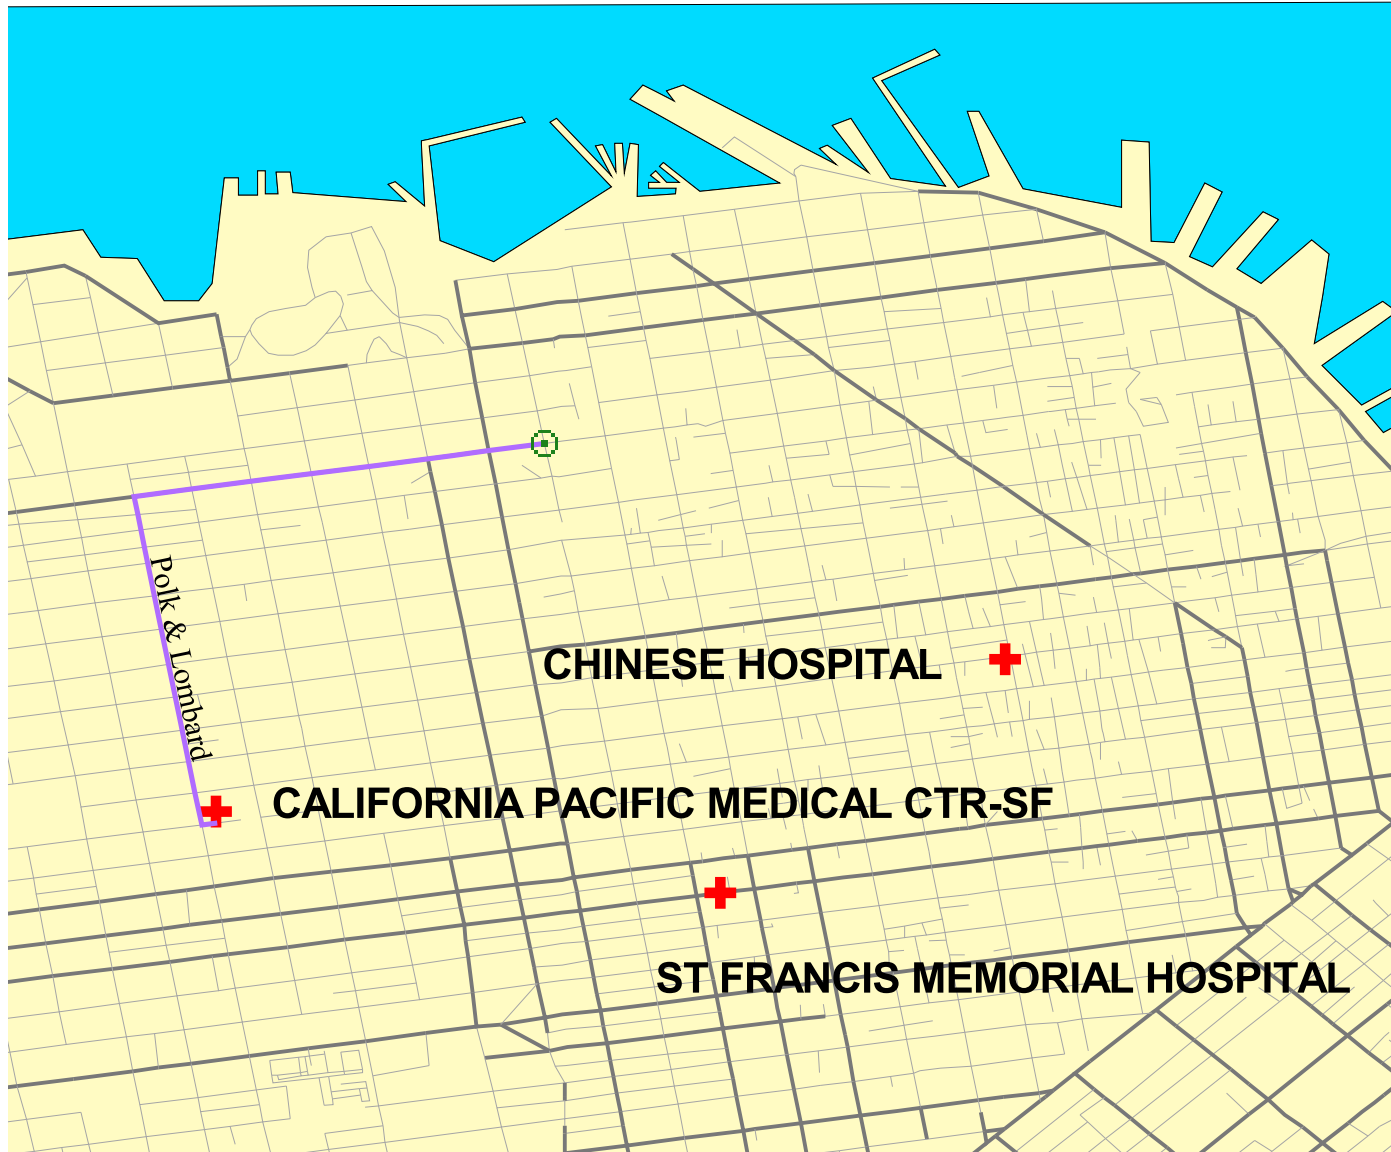 Polk & Lombard
CHINESE HOSPITAL
CALIFORNIA PACIFIC MEDICAL CTR-SF
ST FRANCIS MEMORIAL HOSPITAL